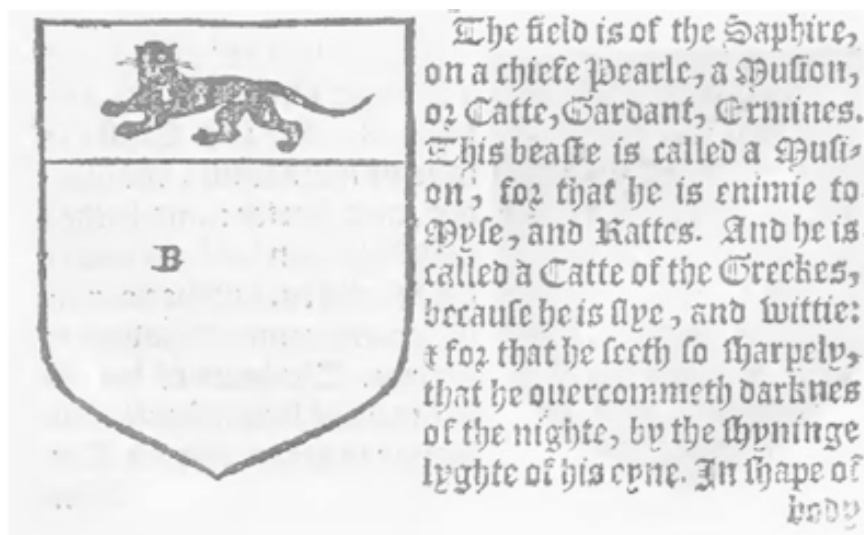 B
The field is of the Saphire,
on a chiefe Pearle, a Musion,
or Catte, Gardant, Ermines.
This beaste is called a Musi-
on, for that he is enimie to
Myse, and Rattes. And he is
called a Catte of the Greekes,
because he is slye, and wittie:
& for that he seeth so sharpely,
that he ouercommeth darknes
of the nighte, by the shyninge
lyghte of his eyne. In shape of
body